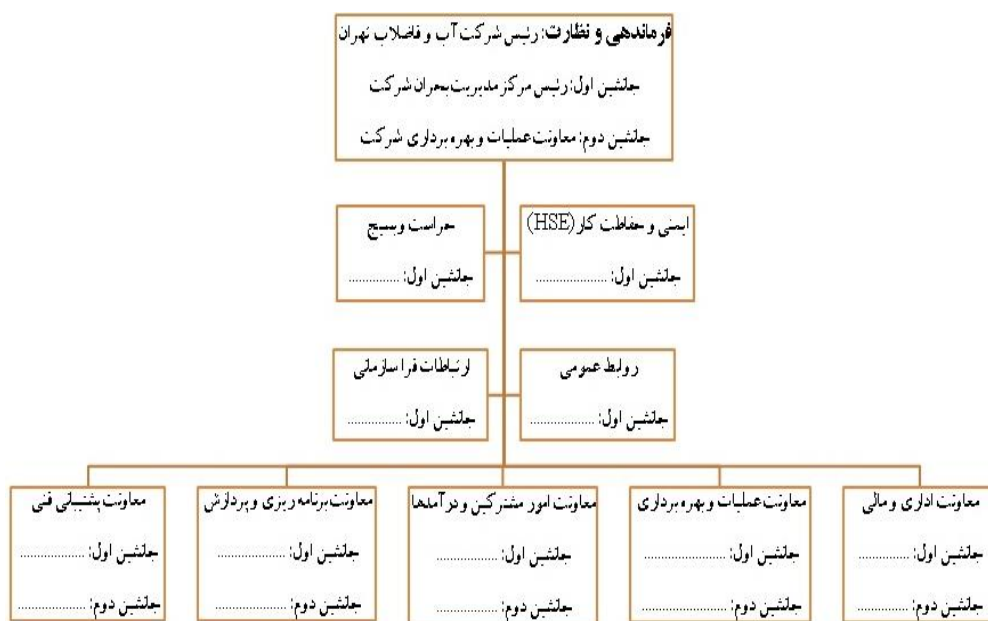 فرماندهی و نظارت: رئیس شرکت آب و فاضلاب تهران
جانشین اول: رئیس مرکز مدیریت بحران شرکت
جانشین دوم: معاونت عملیات و بهره برداری شرکت
ایمنی و حفاظت کار (HSE)
جانشین اول: ....................
حراست و بسیج
جانشین اول: ...............
روابط عمومی
جانشین اول: ..................
ارتباطات فراسازمانی
جانشین اول: ...............
معاونت اداری و مالی
جانشین اول: ..............
جانشین دوم: ..............
معاونت عملیات و بهره برداری
جانشین اول: .......................
جانشین دوم: .......................
معاونت امور مشترکین و درآمدها
جانشین اول: .....................
جانشین دوم: .....................
معاونت برنامه ریزی و پردازش
جانشین اول: ......................
جانشین دوم: ......................
معاونت پشتیبانی فنی
جانشین اول: ..................
جانشین دوم: ..................